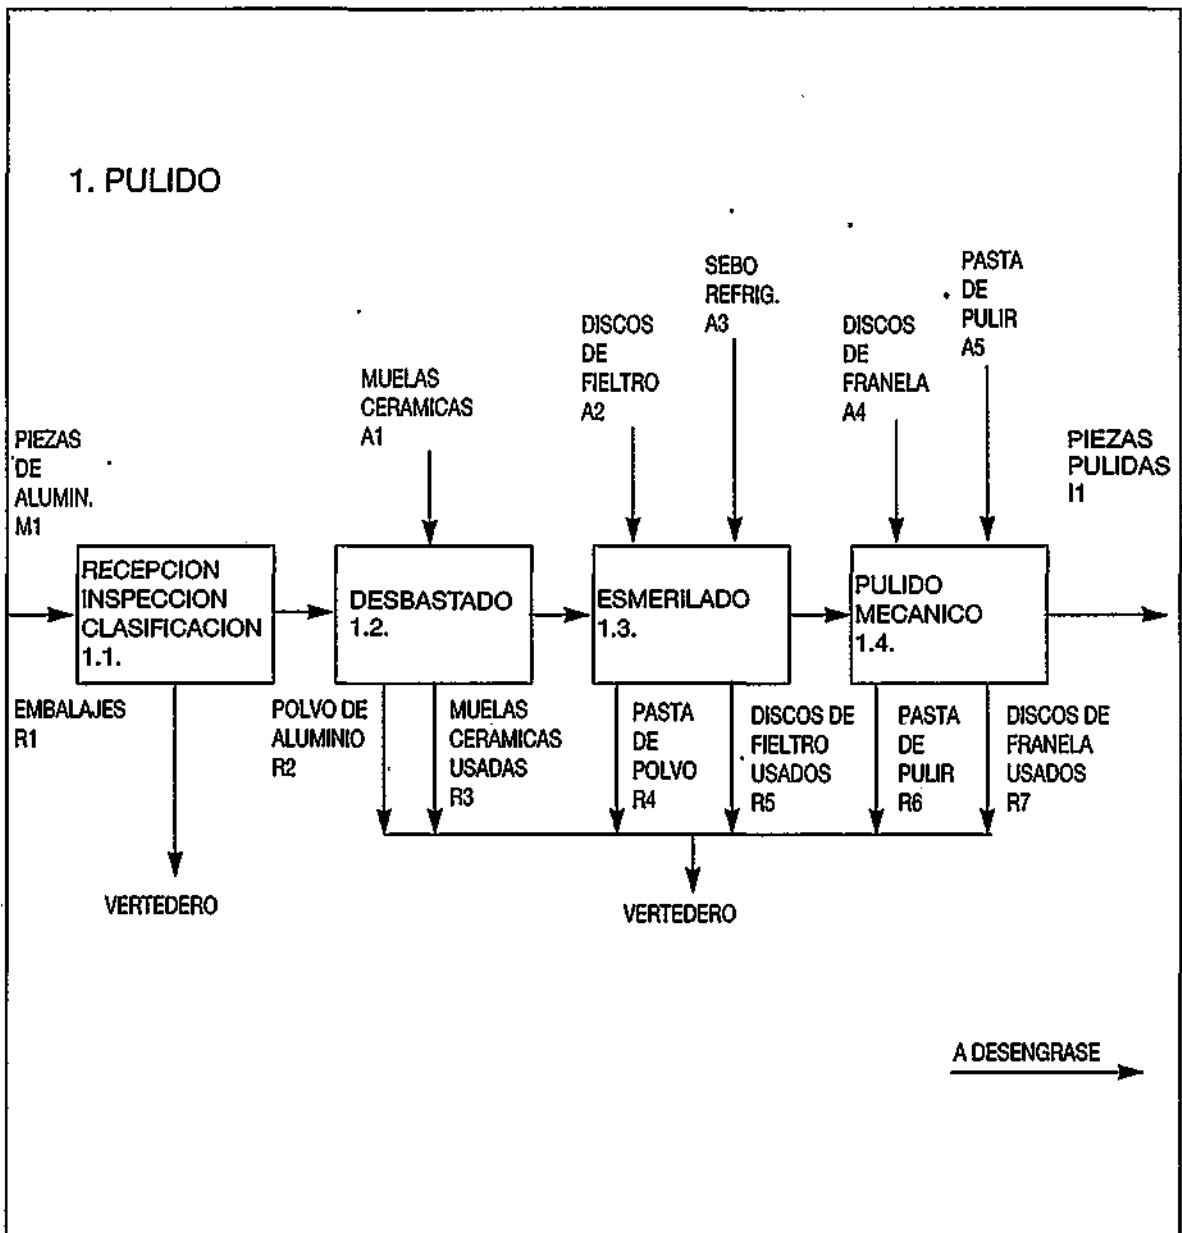 1. PULIDO
PIEZAS
DE
ALUMIN.
M1
MUELAS
CERAMICAS
A1
DISCOS
DE
FIELTRO
A2
SEBO
REFRIG.
A3
DISCOS
DE
FRANELA
A4
PASTA
DE
PULIR
A5
PIEZAS
PULIDAS
I1
RECEPCION
INSPECCION
CLASIFICACION
1.1.
DESBASTADO
1.2.
ESMERILADO
1.3.
PULIDO
MECANICO
1.4.
EMBALAJES
R1
POLVO DE
ALUMINIO
R2
MUELAS
CERAMICAS
USADAS
R3
PASTA
DE
POLVO
R4
DISCOS DE
FIELTRO
USADOS
R5
PASTA
DE
PULIR
R6
DISCOS DE
FRANELA
USADOS
R7
VERTEDERO
VERTEDERO
A DESENGRASE